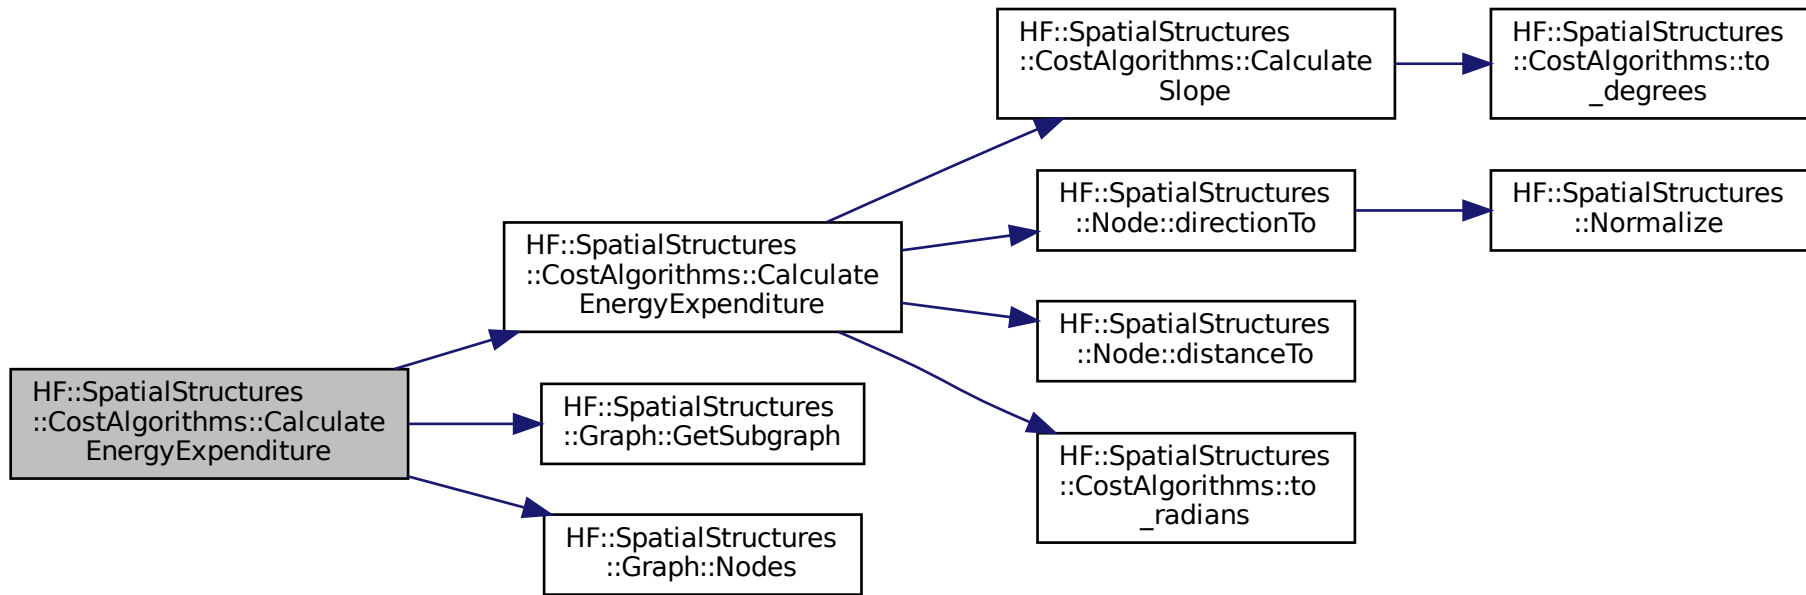 HF::SpatialStructures
::CostAlgorithms::Calculate
EnergyExpenditure
HF::SpatialStructures
::CostAlgorithms::Calculate
EnergyExpenditure
HF::SpatialStructures
::CostAlgorithms::Calculate
Slope
HF::SpatialStructures
::CostAlgorithms::to
_degrees
HF::SpatialStructures
::Node::directionTo
HF::SpatialStructures
::Normalize
HF::SpatialStructures
::Node::distanceTo
HF::SpatialStructures
::CostAlgorithms::to
_radians
HF::SpatialStructures
::Graph::GetSubgraph
HF::SpatialStructures
::Graph::Nodes